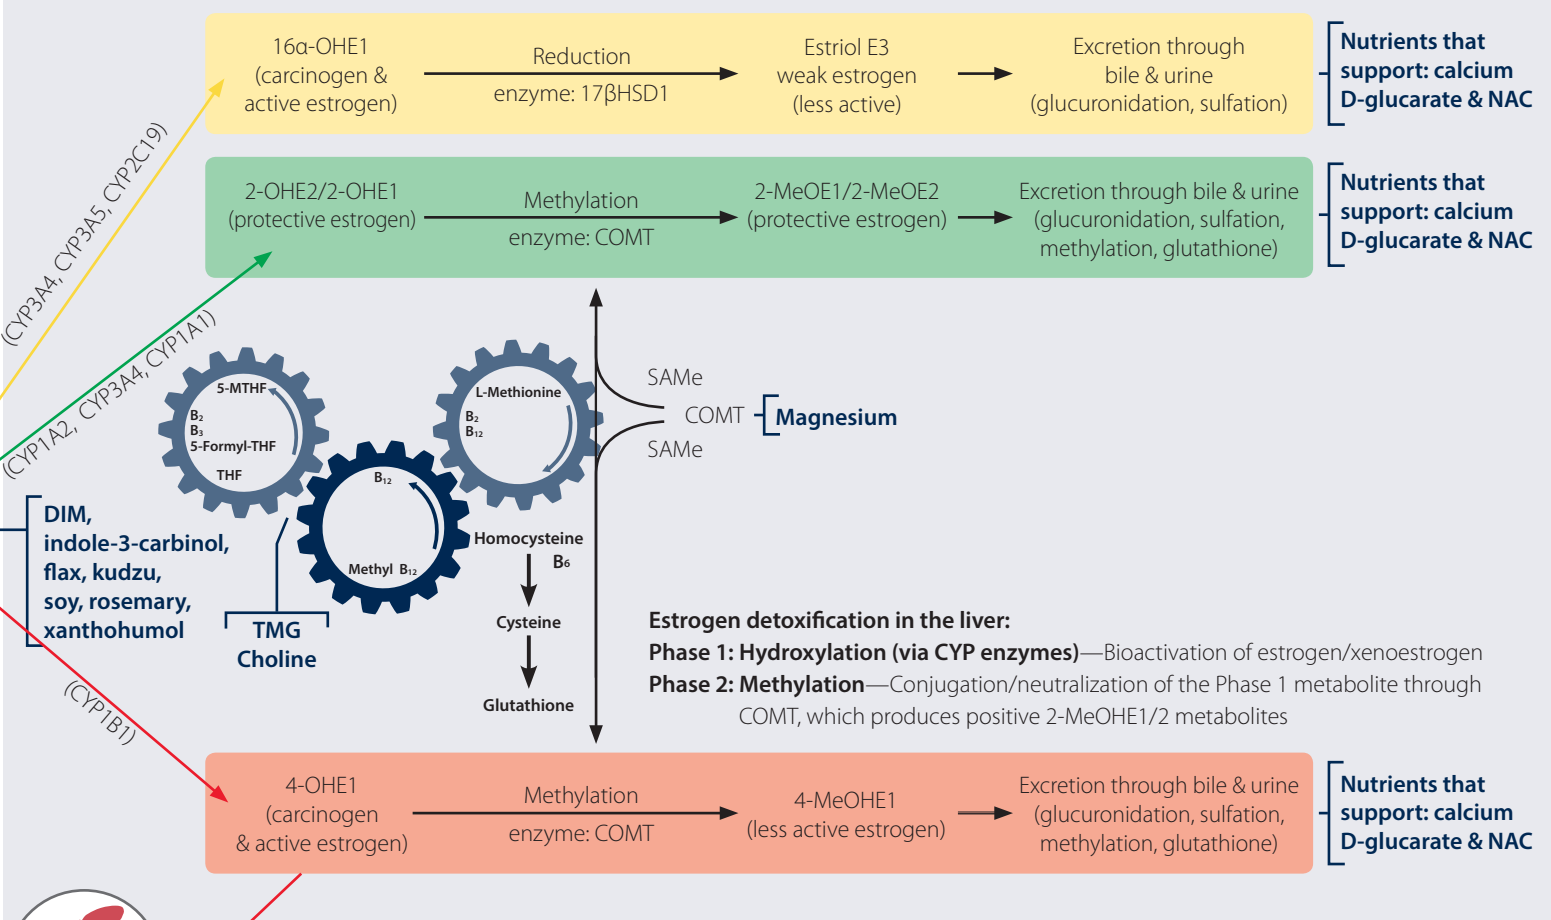 16α-OHE1
(carcinogen &
active estrogen)
Reduction
enzyme: 17βHSD1
Estriol E3
weak estrogen
(less active)
Excretion through
bile & urine
(glucuronidation, sulfation)
Nutrients that
support: calcium
D-glucarate & NAC
(CYP3A4, CYP3A5, CYP2C19)
2-OHE2/2-OHE1
(protective estrogen)
Methylation
enzyme: COMT
2-MeOE1/2-MeOE2
(protective estrogen)
Excretion through bile & urine
(glucuronidation, sulfation,
methylation, glutathione)
Nutrients that
support: calcium
D-glucarate & NAC
(CYP1A2, CYP3A4, CYP1A1)
5-MTHF
B₂
B₃
5-Formyl-THF
THF
B₁₂
Methyl B₁₂
L-Methionine
B₂
B₁₂
SAMe
COMT
SAMe
Magnesium
DIM,
indole-3-carbinol,
flax, kudzu,
soy, rosemary,
xanthohumol
TMG
Choline
Homocysteine
B₆
Cysteine
Glutathione
Estrogen detoxification in the liver:
Phase 1: Hydroxylation (via CYP enzymes)—Bioactivation of estrogen/xenoestrogen
Phase 2: Methylation—Conjugation/neutralization of the Phase 1 metabolite through
COMT, which produces positive 2-MeOHE1/2 metabolites
(CYP1B1)
4-OHE1
(carcinogen
& active estrogen)
Methylation
enzyme: COMT
4-MeOHE1
(less active estrogen)
Excretion through bile & urine
(glucuronidation, sulfation,
methylation, glutathione)
Nutrients that
support: calcium
D-glucarate & NAC